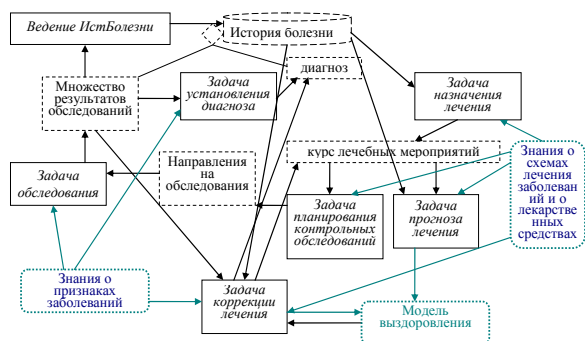 Ведение ИстБолезни
История болезни
диагноз
Множество
результатов
обследований
Задача
установления
диагноза
Задача
назначения
лечения
курс лечебных мероприятий
Знания о
схемах
лечения
заболеван
ий и о
лекарстве
нных
средствах
Задача
обследования
Направления
на
обследования
Задача
планирования
контрольных
обследований
Задача
прогноза
лечения
Знания о
признаках
заболеваний
Задача
коррекции
лечения
Модель
выздоровления